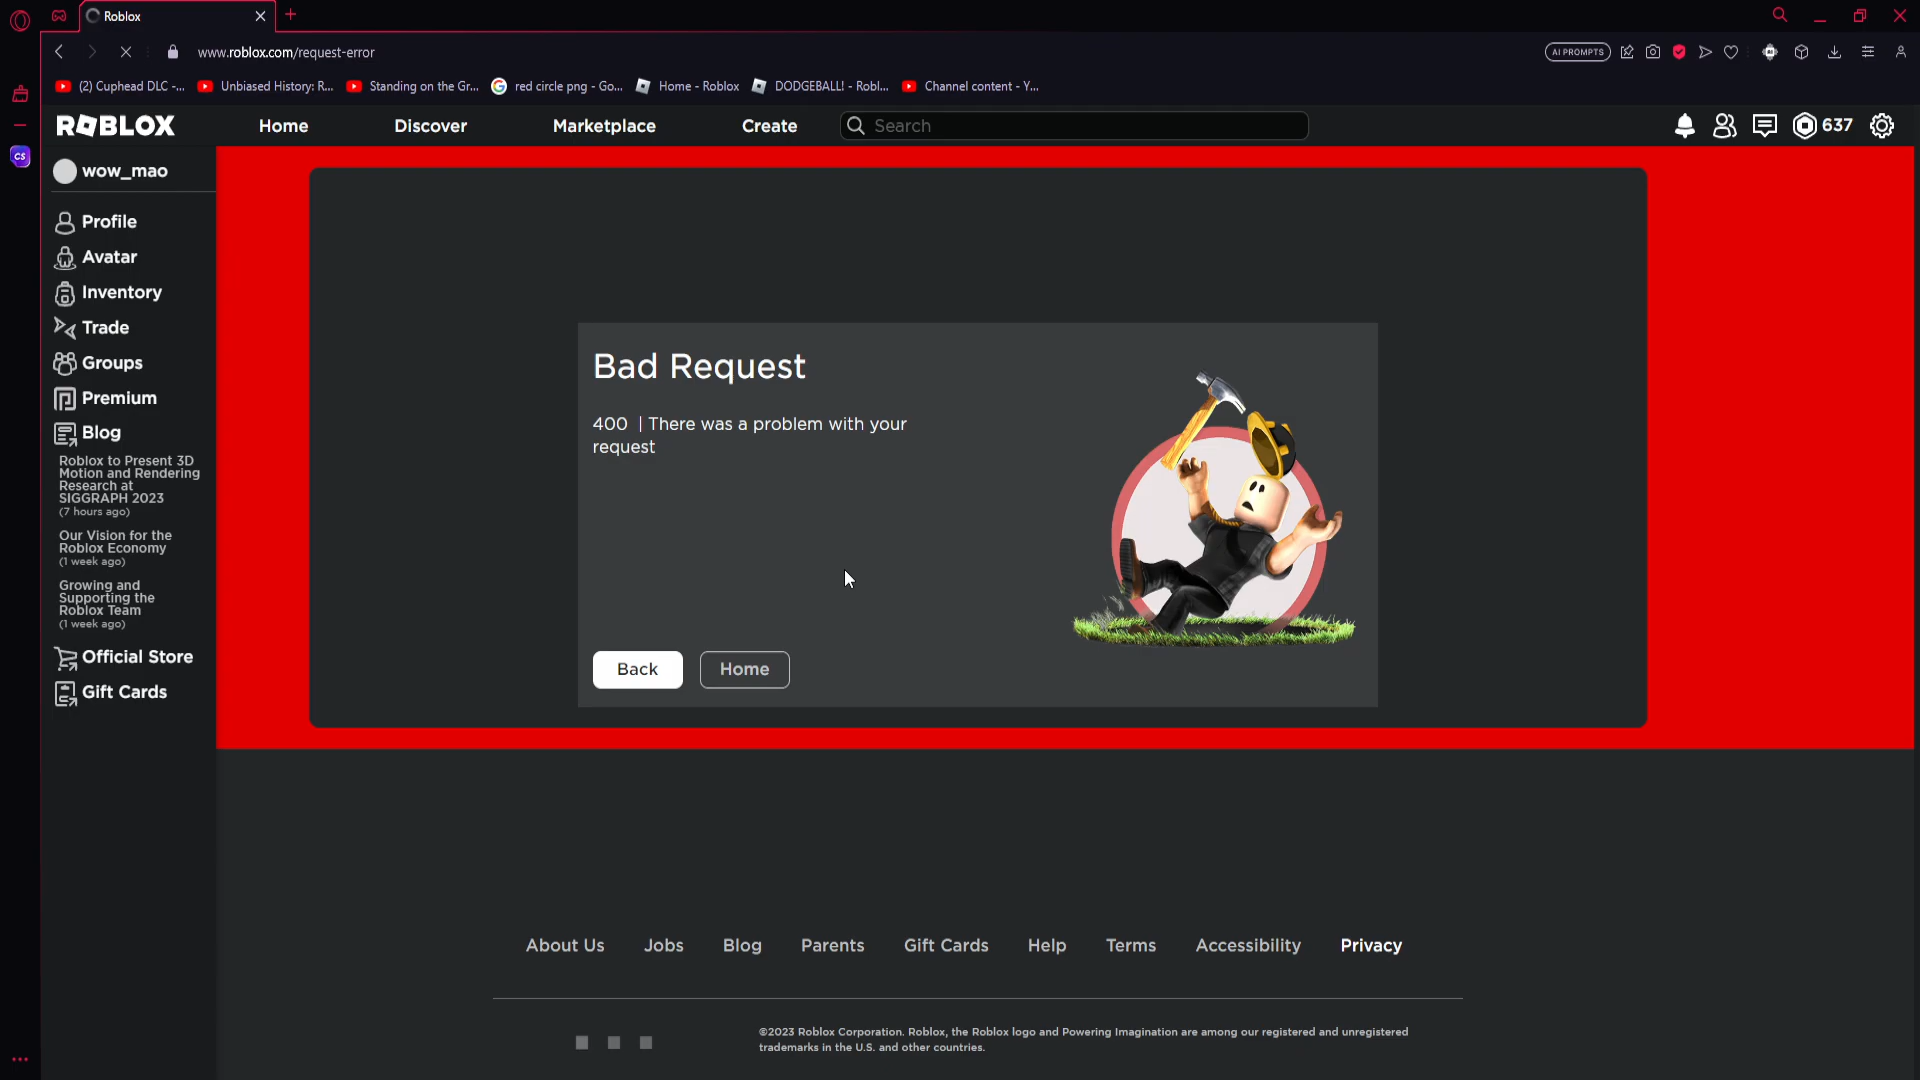 Roblox
www.roblox.com/request-error
AI PROMPTS
(2) Cuphead DLC -...
Unbiased History: R...
Standing on the Gr...
red circle png - Go...
Home - Roblox
DODGEBALL! - Robl...
Channel content - Y...
ROBLOX
Home
Discover
Marketplace
Create
Search
637
CS
wow_mao
Profile
Avatar
Inventory
Trade
Groups
Premium
Blog
Roblox to Present 3D
Motion and Rendering
Research at
SIGGRAPH 2023
(7 hours ago)
Our Vision for the
Roblox Economy
(1 week ago)
Growing and
Supporting the
Roblox Team
(1 week ago)
Official Store
Gift Cards
Bad Request
400 | There was a problem with your
request
Back
Home
About Us
Jobs
Blog
Parents
Gift Cards
Help
Terms
Accessibility
Privacy
©2023 Roblox Corporation. Roblox, the Roblox logo and Powering Imagination are among our registered and unregistered
trademarks in the U.S. and other countries.